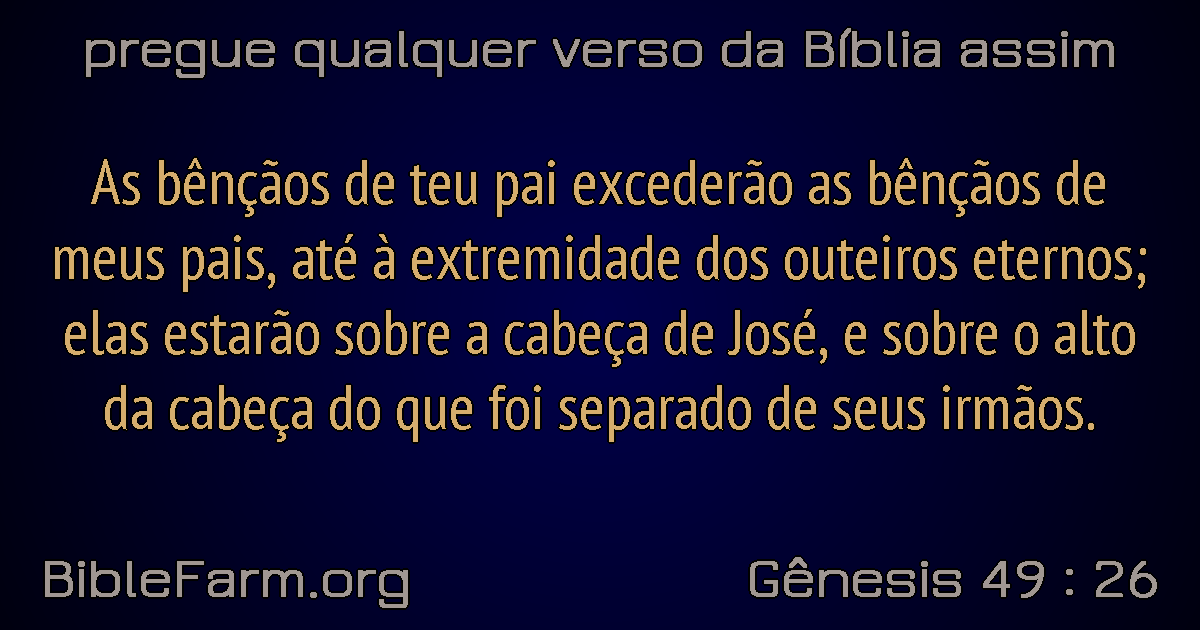 pregue qualquer verso da Bíblia assim
As bênçãos de teu pai excederão as bênçãos de
meus pais, até à extremidade dos outeiros eternos;
elas estarão sobre a cabeça de José, e sobre o alto
da cabeça do que foi separado de seus irmãos.
BibleFarm.org
Gênesis 49 : 26